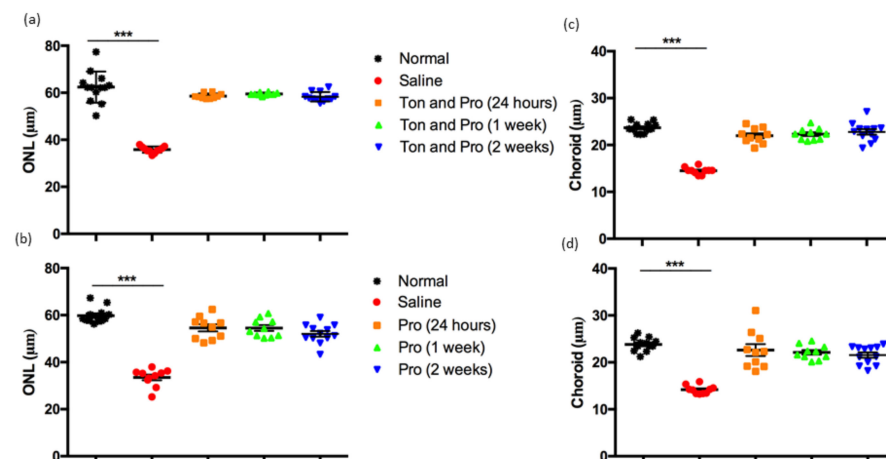 (a)
***
80
60
40
20
0
ONL (µm)
Normal
Saline
Ton and Pro (24 hours)
Ton and Pro (1 week)
Ton and Pro (2 weeks)
(c)
***
40
30
20
10
0
Choroid (µm)
(b)
***
80
60
40
20
0
ONL (µm)
Normal
Saline
Pro (24 hours)
Pro (1 week)
Pro (2 weeks)
(d)
***
40
30
20
10
0
Choroid (µm)